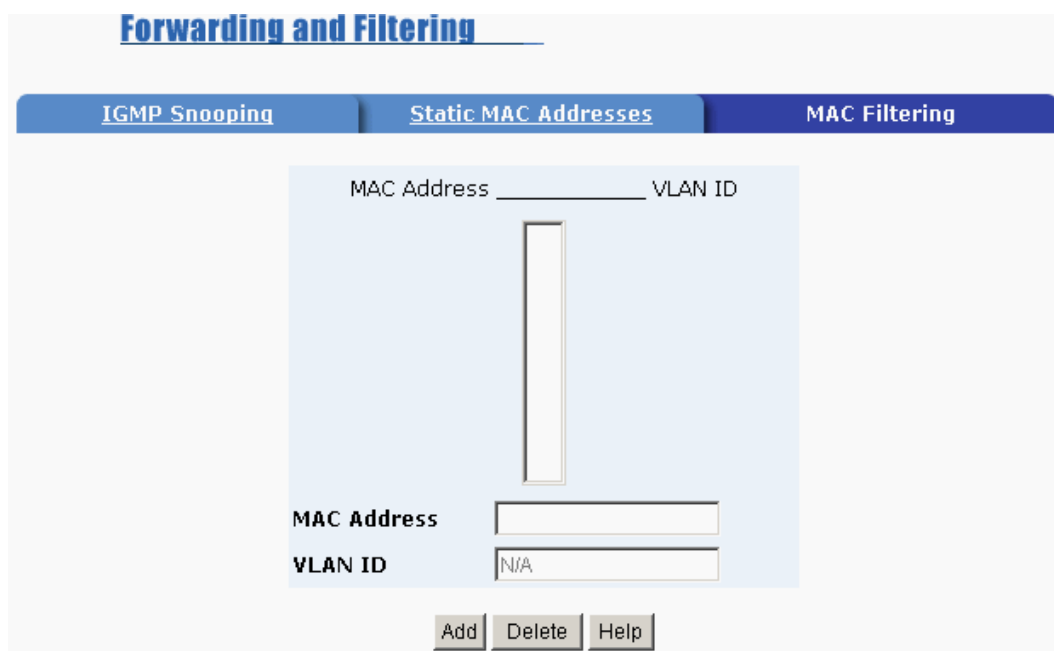 Forwarding and Filtering
IGMP Snooping Static MAC Addresses MAC Filtering
MAC Address _____________ VLAN ID
MAC Address
VLAN ID N/A
Add Delete Help